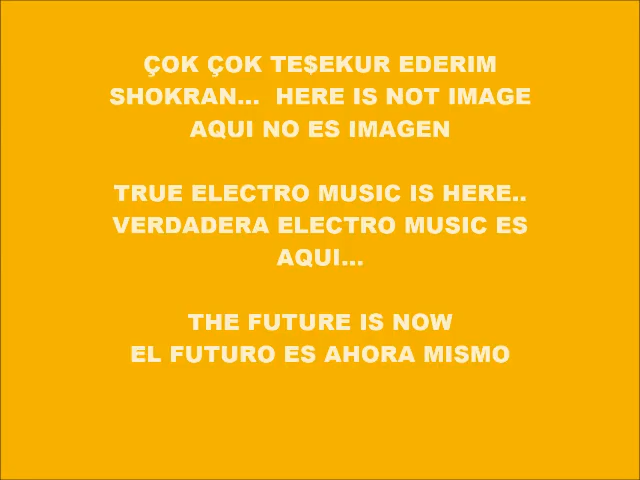 ÇOK ÇOK TE$EKUR EDERIM
SHOKRAN... HERE IS NOT IMAGE
AQUI NO ES IMAGEN
TRUE ELECTRO MUSIC IS HERE..
VERDADERA ELECTRO MUSIC ES
AQUI...
THE FUTURE IS NOW
EL FUTURO ES AHORA MISMO